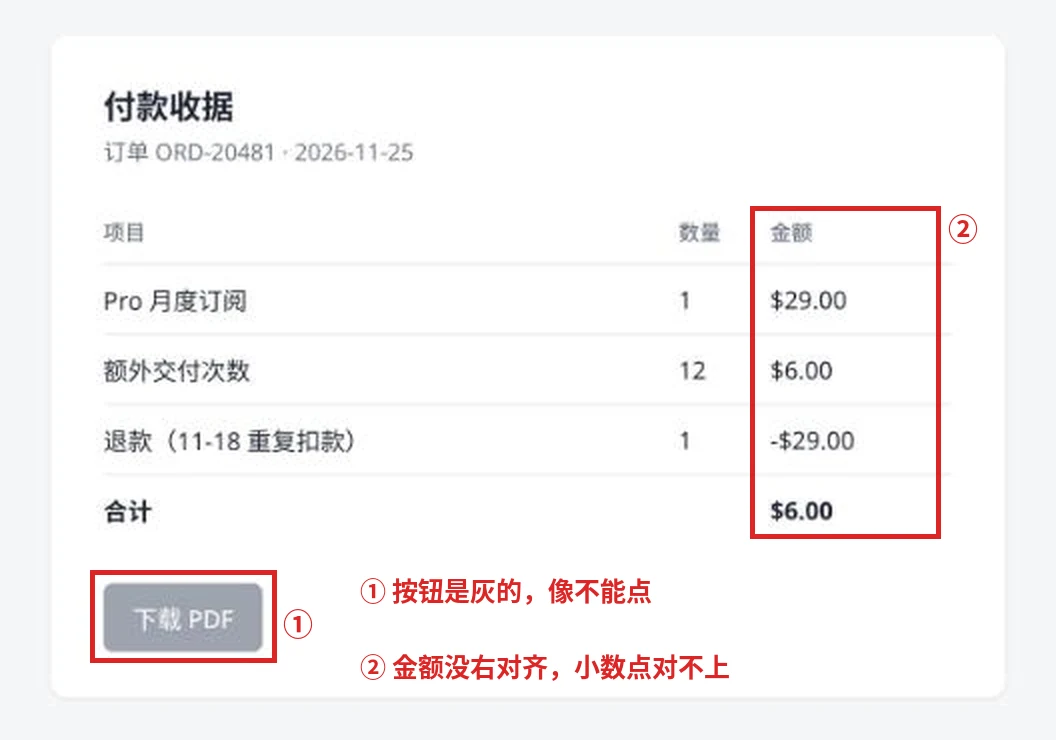 付款收据
订单 ORD-20481 · 2026-11-25
项目 数量 金额 ②
Pro 月度订阅 1 $29.00
额外交付次数 12 $6.00
退款（11-18 重复扣款） 1 -$29.00
合计 $6.00
下载 PDF ①
① 按钮是灰的，像不能点
② 金额没右对齐，小数点对不上